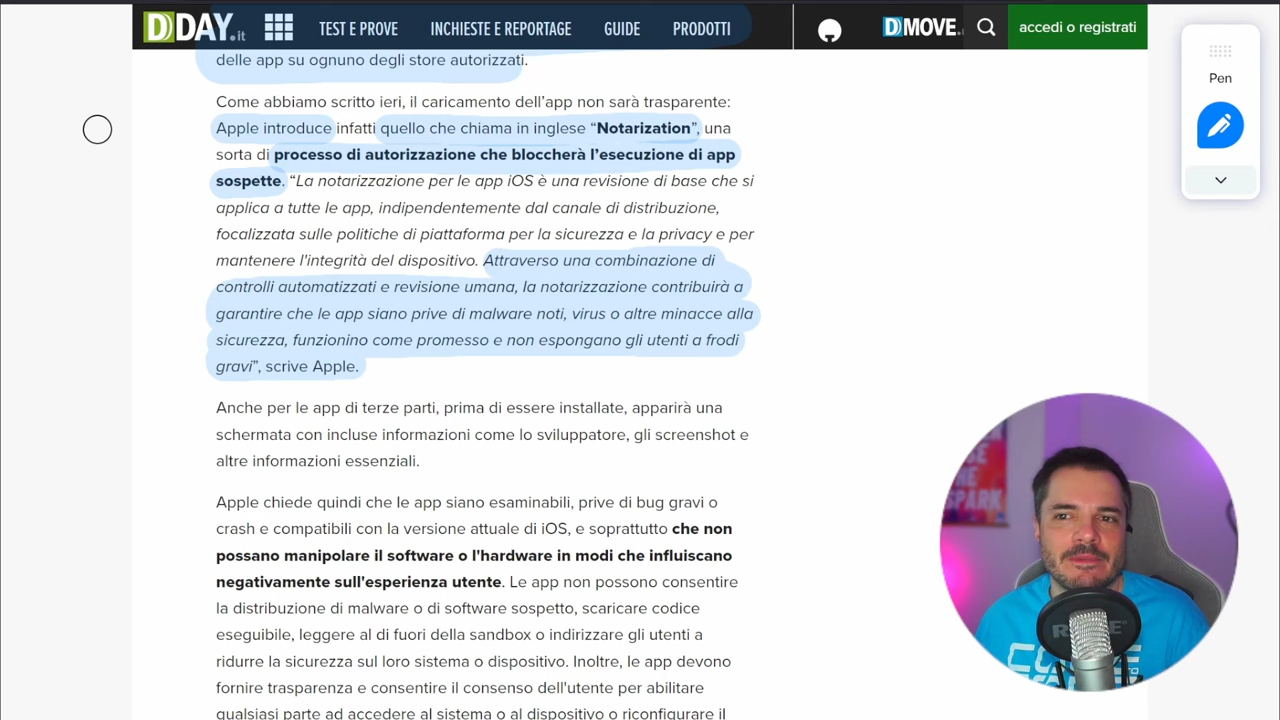 DDAY.it
TEST E PROVE
INCHIESTE E REPORTAGE
GUIDE
PRODOTTI
DMOVE.
accedi o registrati
Pen
delle app su ognuno degli store autorizzati.
Come abbiamo scritto ieri, il caricamento dell'app non sarà trasparente:
Apple introduce infatti quello che chiama in inglese “Notarization”, una
sorta di processo di autorizzazione che bloccherà l’esecuzione di app
sospette. “La notarizzazione per le app iOS è una revisione di base che si
applica a tutte le app, indipendentemente dal canale di distribuzione,
focalizzata sulle politiche di piattaforma per la sicurezza e la privacy e per
mantenere l'integrità del dispositivo. Attraverso una combinazione di
controlli automatizzati e revisione umana, la notarizzazione contribuirà a
garantire che le app siano prive di malware noti, virus o altre minacce alla
sicurezza, funzionino come promesso e non espongano gli utenti a frodi
gravi”, scrive Apple.
Anche per le app di terze parti, prima di essere installate, apparirà una
schermata con incluse informazioni come lo sviluppatore, gli screenshot e
altre informazioni essenziali.
Apple chiede quindi che le app siano esaminabili, prive di bug gravi o
crash e compatibili con la versione attuale di iOS, e soprattutto che non
possano manipolare il software o l'hardware in modi che influiscano
negativamente sull'esperienza utente. Le app non possono consentire
la distribuzione di malware o di software sospetto, scaricare codice
eseguibile, leggere al di fuori della sandbox o indirizzare gli utenti a
ridurre la sicurezza sul loro sistema o dispositivo. Inoltre, le app devono
fornire trasparenza e consentire il consenso dell'utente per abilitare
qualsiasi parte ad accedere al sistema o al dispositivo o riconfigurare il
SPARK